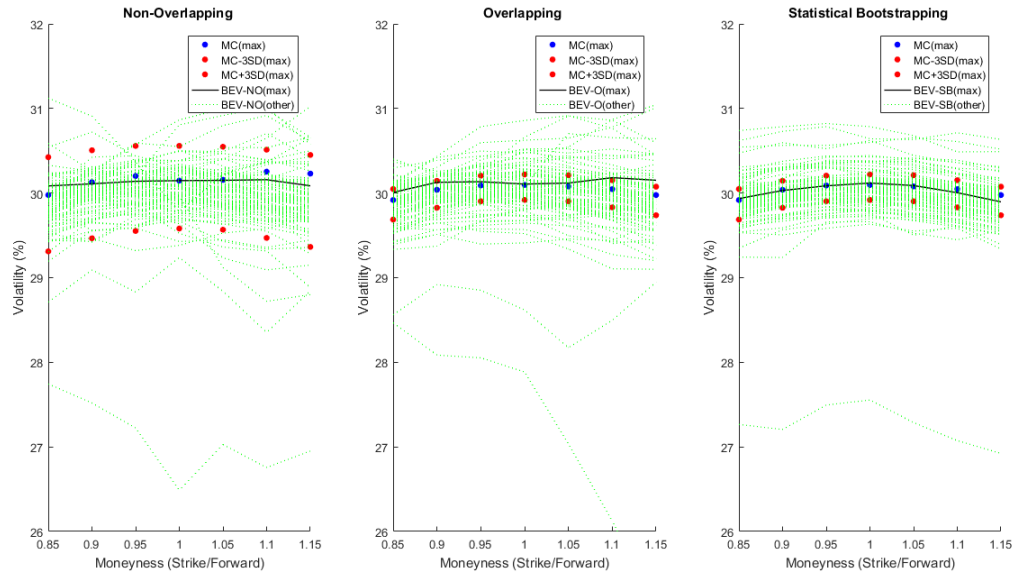 Non-Overlapping
32
31
30
29
28
27
26
Volatility (%)
0.85 0.9 0.95 1 1.05 1.1 1.15
Moneyness (Strike/Forward)
MC(max)
MC-3SD(max)
MC+3SD(max)
BEV-NO(max)
BEV-NO(other)
Overlapping
32
31
30
29
28
27
26
Volatility (%)
0.85 0.9 0.95 1 1.05 1.1 1.15
Moneyness (Strike/Forward)
MC(max)
MC-3SD(max)
MC+3SD(max)
BEV-O(max)
BEV-O(other)
Statistical Bootstrapping
32
31
30
29
28
27
26
Volatility (%)
0.85 0.9 0.95 1 1.05 1.1 1.15
Moneyness (Strike/Forward)
MC(max)
MC-3SD(max)
MC+3SD(max)
BEV-SB(max)
BEV-SB(other)